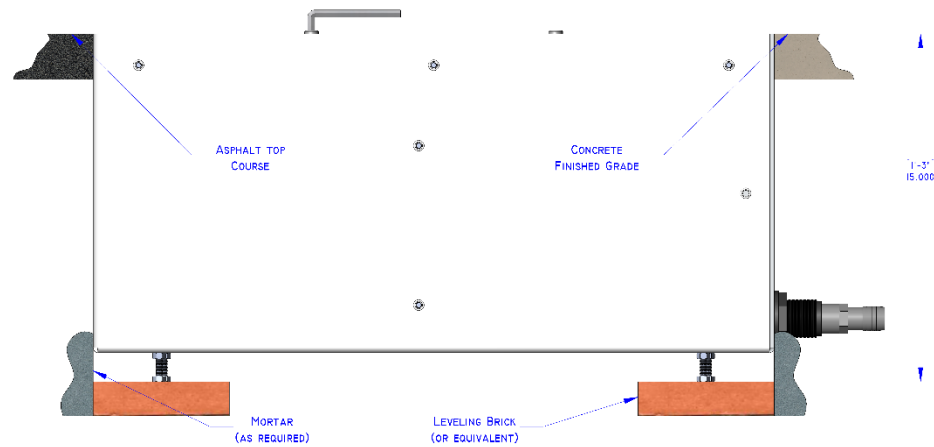 ASPHALT TOP
COURSE
CONCRETE
FINISHED GRADE
1'-3"
15.000
MORTAR
(AS REQUIRED)
LEVELING BRICK
(OR EQUIVALENT)